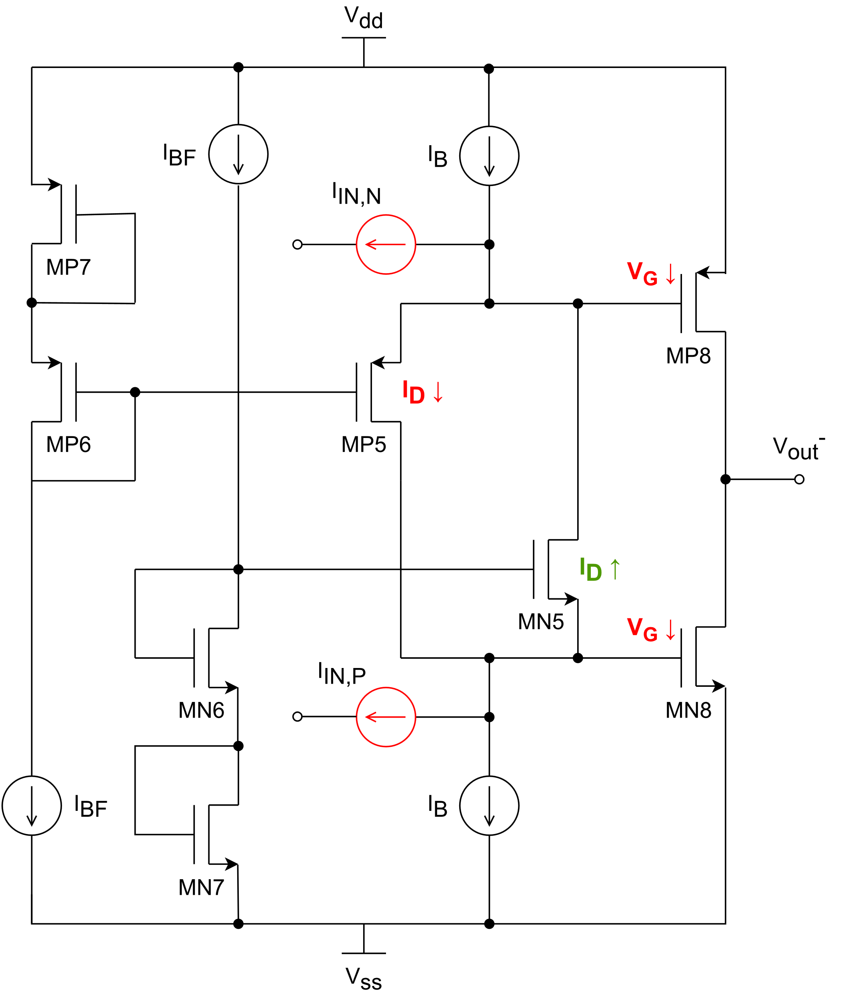 Vdd
IBF
IB
IIN,N
VG ↓
MP7
MP8
ID ↓
MP6
MP5
Vout-
ID ↑
MN5
VG ↓
IIN,P
MN6
MN8
IBF
IB
MN7
Vss